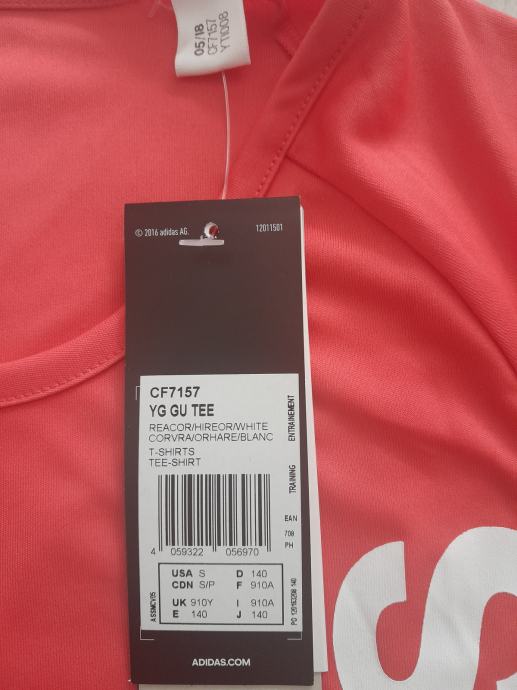 05/18
CF7157
YTI008
© 2016 adidas AG.
12011501
CF7157
YG GU TEE
REACOR/HIREOR/WHITE
CORVRA/ORHARE/BLANC
T-SHIRTS
TEE-SHIRT
TRAINING ENTRAINEMENT
EAN
708
PH
4 059322 056970
USA S D 140
CDN S/P F 910A
UK 910Y I 910A
E 140 J 140
ADIDAS.COM
S